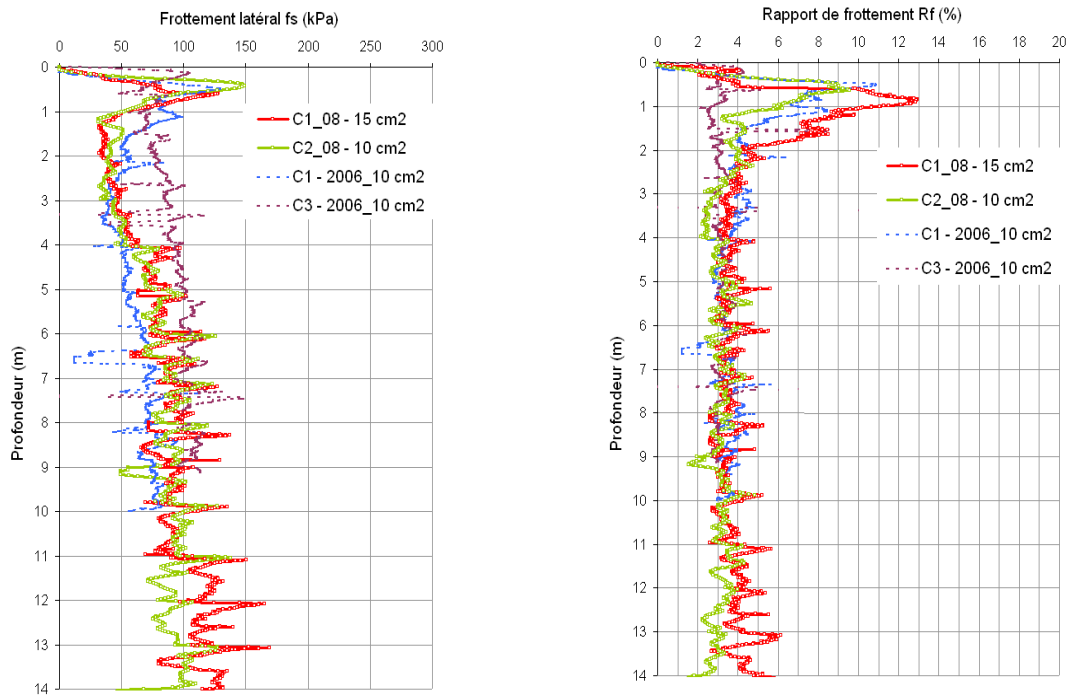 Frottement latéral fs (kPa)
0 50 100 150 200 250 300
0
1
2
3
4
5
6
7
8
9
10
11
12
13
14
Profondeur (m)
C1_08 - 15 cm2
C2_08 - 10 cm2
C1 - 2006_10 cm2
C3 - 2006_10 cm2
Rapport de frottement Rf (%)
0 2 4 6 8 10 12 14 16 18 20
0
1
2
3
4
5
6
7
8
9
10
11
12
13
14
Profondeur (m)
C1_08 - 15 cm2
C2_08 - 10 cm2
C1 - 2006_10 cm2
C3 - 2006_10 cm2